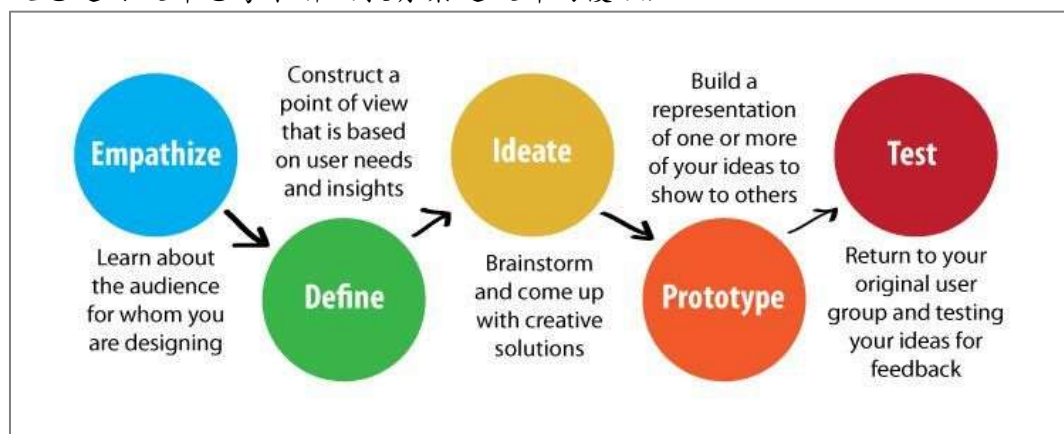 Empathize
Learn about
the audience
for whom you
are designing
Construct a
point of view
that is based
on user needs
and insights
Define
Ideate
Brainstorm
and come up
with creative
solutions
Build a
representation
of one or more
of your ideas to
show to others
Prototype
Test
Return to your
original user
group and testing
your ideas for
feedback